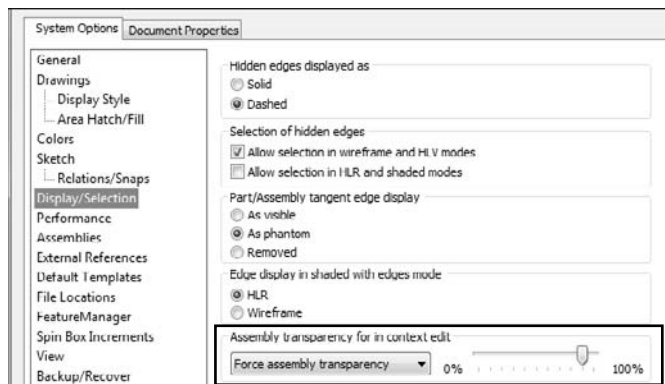 System Options
Document Properties
General
Drawings
Display Style
Area Hatch/Fill
Colors
Sketch
Relations/Snaps
Display/Selection
Performance
Assemblies
External References
Default Templates
File Locations
FeatureManager
Spin Box Increments
View
Backup/Recover
Hidden edges displayed as
Solid
Dashed
Selection of hidden edges
Allow selection in wireframe and HLV modes
Allow selection in HLR and shaded modes
Part/Assembly tangent edge display
As visible
As phantom
Removed
Edge display in shaded with edges mode
HLR
Wireframe
Assembly transparency for in context edit
Force assembly transparency
0%
100%